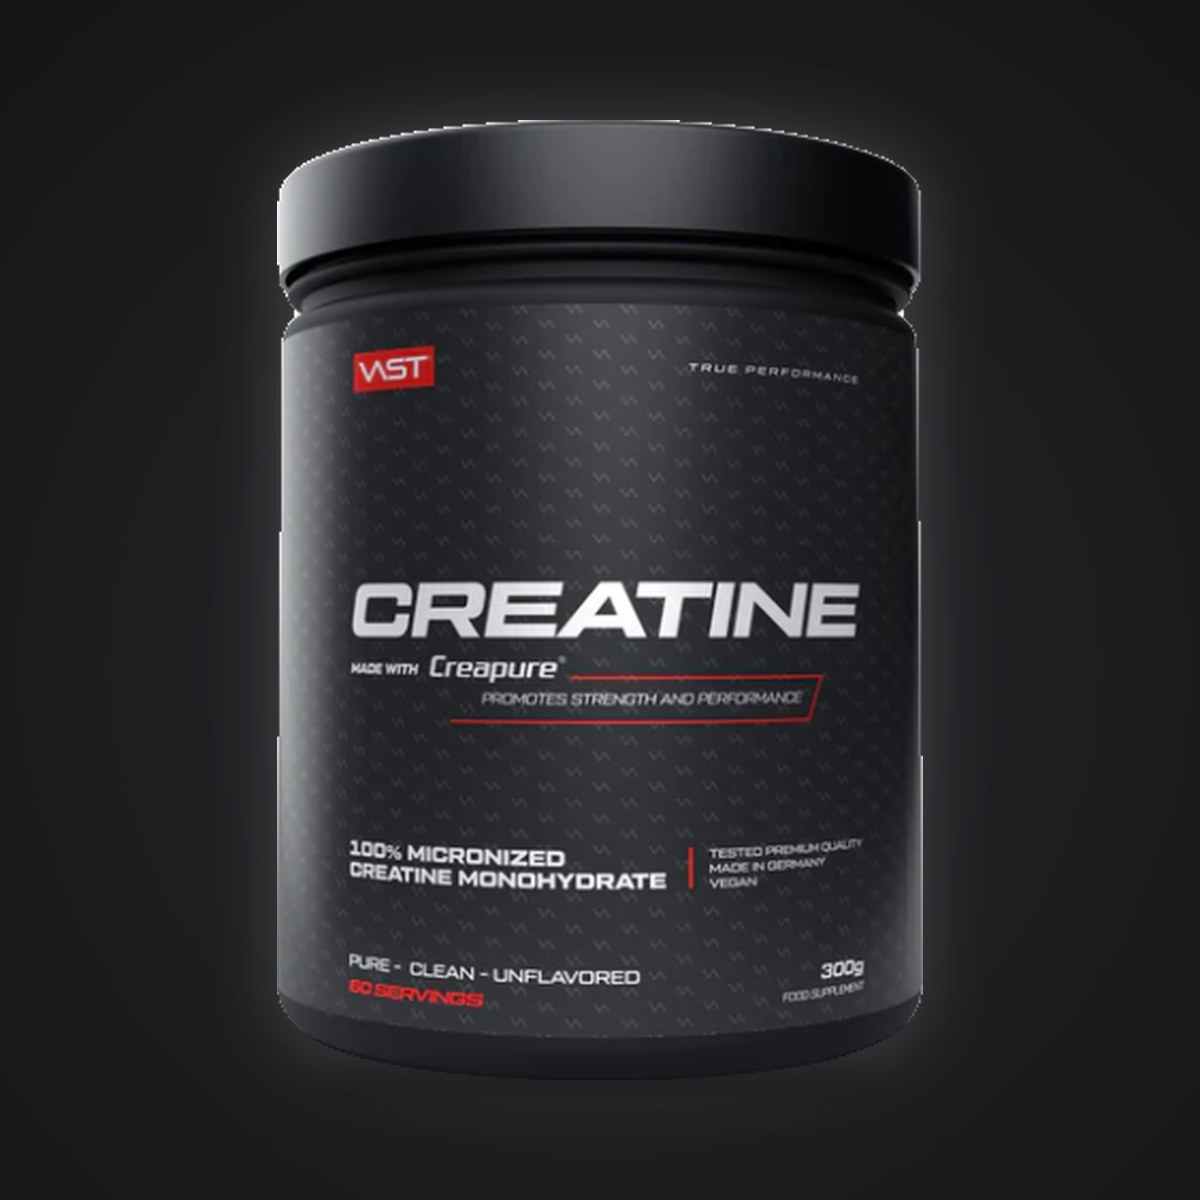 VAST
TRUE PERFORMANCE
CREATINE
MADE WITH Creapure®
PROMOTES STRENGTH AND PERFORMANCE
100% MICRONIZED
CREATINE MONOHYDRATE
TESTED PREMIUM QUALITY
MADE IN GERMANY
VEGAN
PURE - CLEAN - UNFLAVORED
60 SERVINGS
300g
FOOD SUPPLEMENT